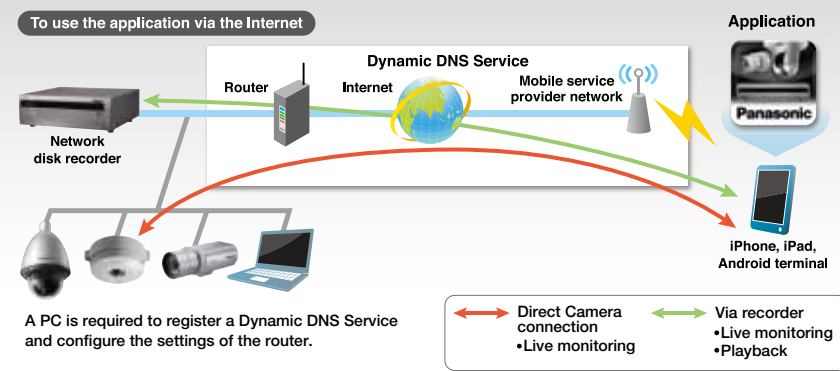 To use the application via the Internet
Application
Dynamic DNS Service
Router
Internet
Mobile service
provider network
Panasonic
Network
disk recorder
iPhone, iPad,
Android terminal
A PC is required to register a Dynamic DNS Service
and configure the settings of the router.
Direct Camera
connection
•Live monitoring
Via recorder
•Live monitoring
•Playback